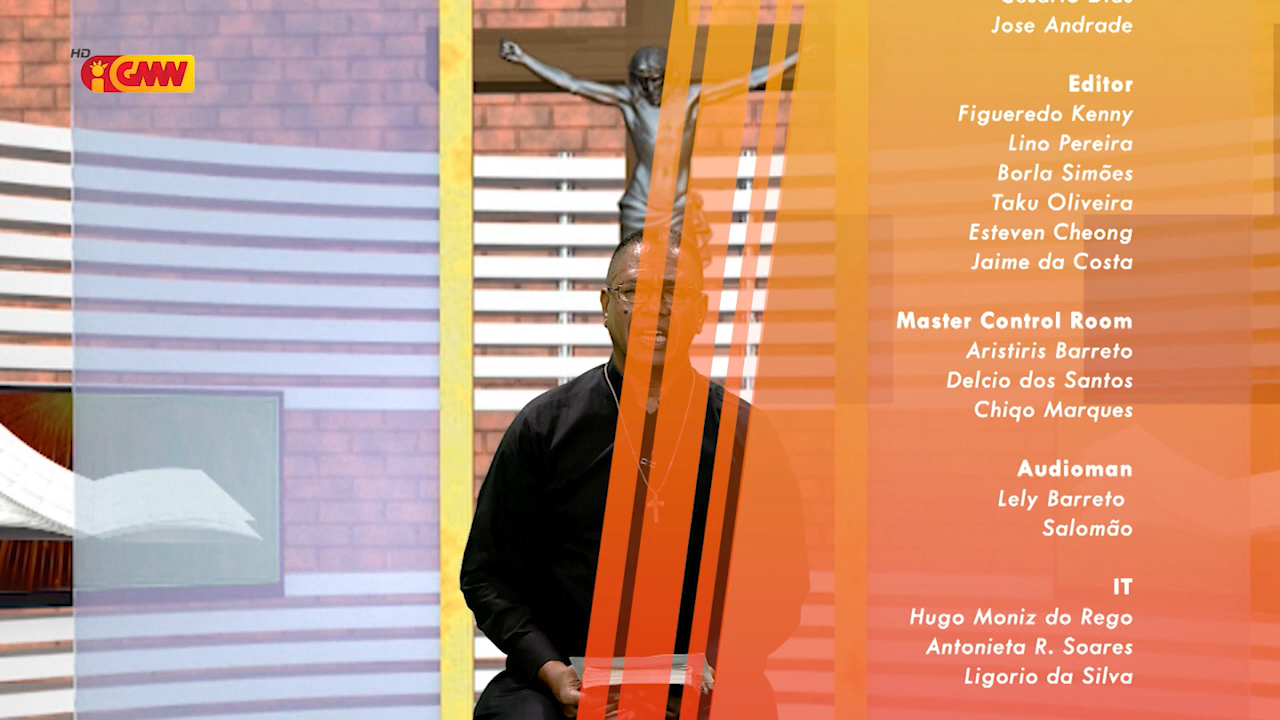 HD
GMN
Jose Andrade
Editor
Figueredo Kenny
Lino Pereira
Borla Simões
Taku Oliveira
Esteven Cheong
Jaime da Costa
Master Control Room
Aristiris Barreto
Delcio dos Santos
Chiqo Marques
Audioman
Lely Barreto
Salomão
IT
Hugo Moniz do Rego
Antonieta R. Soares
Ligorio da Silva